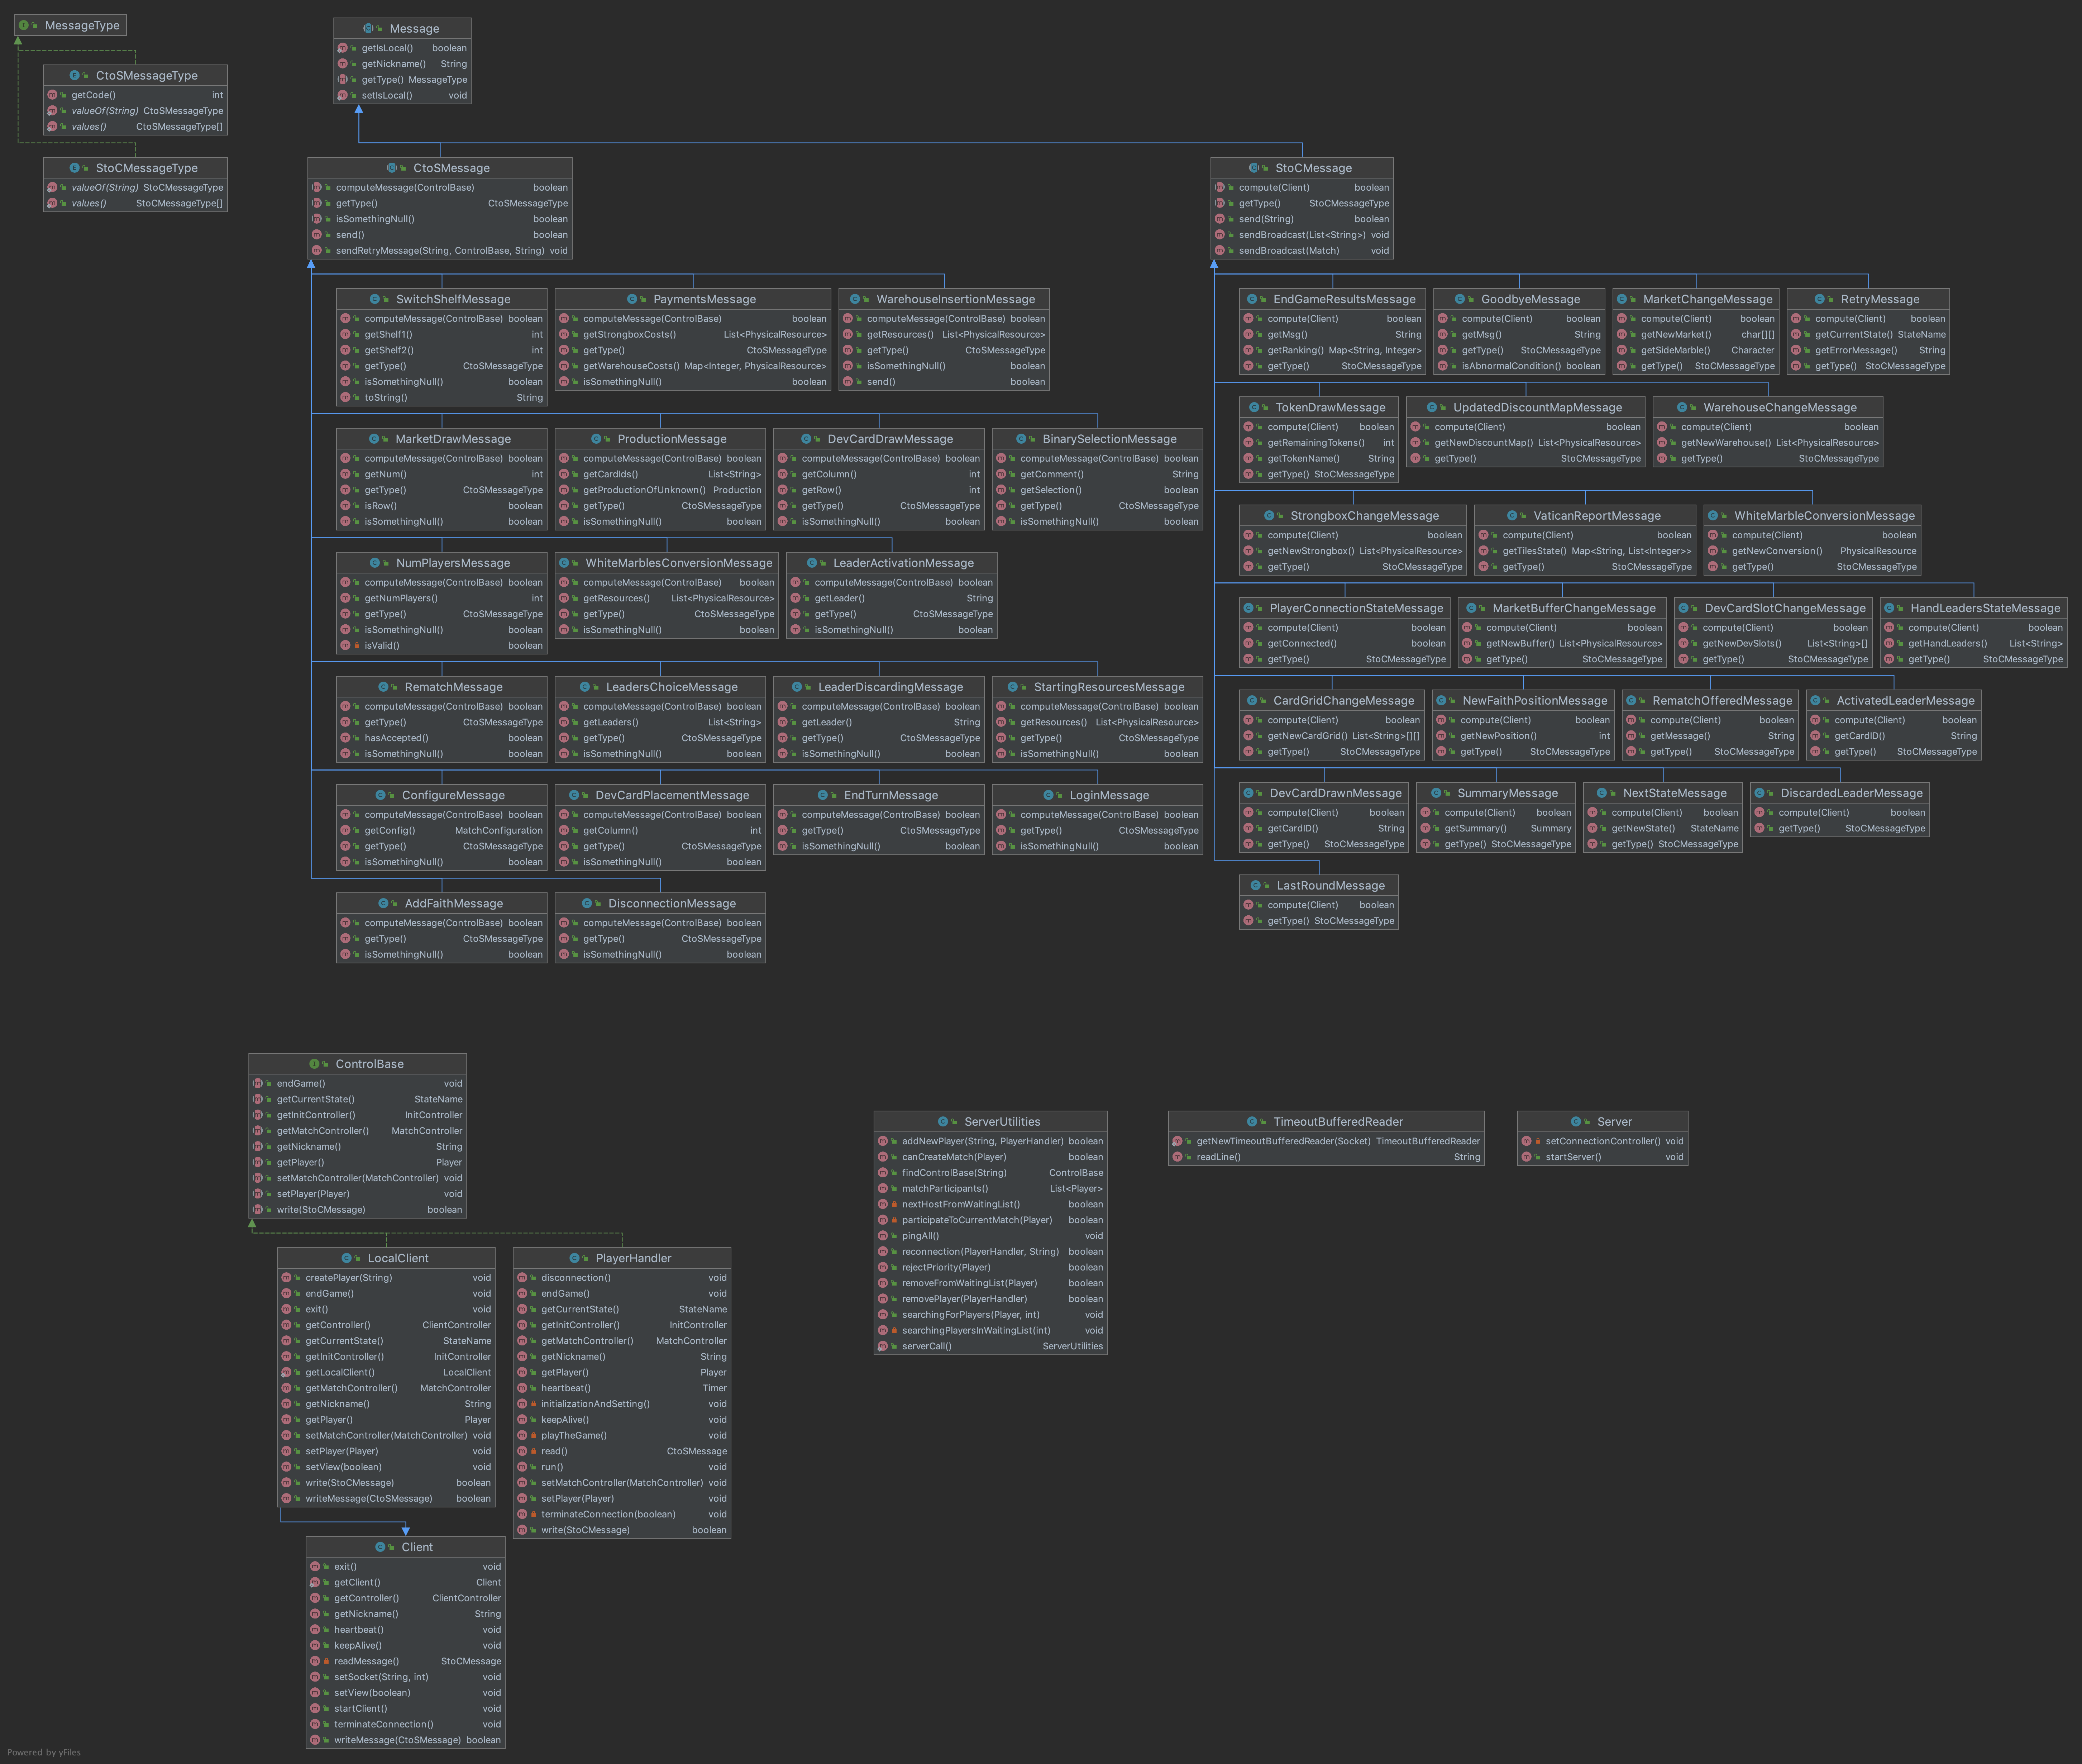 MessageType
CtoSMessageType
getCode() int
valueOf(String) CtoSMessageType
values() CtoSMessageType[]
StoCMessageType
valueOf(String) StoCMessageType
values() StoCMessageType[]
Message
getIsLocal() boolean
getNickname() String
getType() MessageType
setIsLocal() void
CtoSMessage
computeMessage(ControlBase) boolean
getType() CtoSMessageType
isSomethingNull() boolean
send() boolean
sendRetryMessage(String, ControlBase, String) void
StoCMessage
compute(Client) boolean
getType() StoCMessageType
send(String) boolean
sendBroadcast(List<String>) void
sendBroadcast(Match) void
SwitchShelfMessage
computeMessage(ControlBase) boolean
getShelf1() int
getShelf2() int
getType() CtoSMessageType
isSomethingNull() boolean
toString() String
PaymentsMessage
computeMessage(ControlBase) boolean
getStrongboxCosts() List<PhysicalResource>
getType() CtoSMessageType
getWarehouseCosts() Map<Integer, PhysicalResource>
isSomethingNull() boolean
WarehouseInsertionMessage
computeMessage(ControlBase) boolean
getResources() List<PhysicalResource>
getType() CtoSMessageType
isSomethingNull() boolean
send() boolean
MarketDrawMessage
computeMessage(ControlBase) boolean
getNum() int
getType() CtoSMessageType
isRow() boolean
isSomethingNull() boolean
ProductionMessage
computeMessage(ControlBase) boolean
getCardIds() List<String>
getProductionOfUnknown() Production
getType() CtoSMessageType
isSomethingNull() boolean
DevCardDrawMessage
computeMessage(ControlBase) boolean
getColumn() int
getRow() int
getType() CtoSMessageType
isSomethingNull() boolean
BinarySelectionMessage
computeMessage(ControlBase) boolean
getComment() String
getSelection() boolean
getType() CtoSMessageType
isSomethingNull() boolean
NumPlayersMessage
computeMessage(ControlBase) boolean
getNumPlayers() int
getType() CtoSMessageType
isSomethingNull() boolean
isValid() boolean
WhiteMarblesConversionMessage
computeMessage(ControlBase) boolean
getResources() List<PhysicalResource>
getType() CtoSMessageType
isSomethingNull() boolean
LeaderActivationMessage
computeMessage(ControlBase) boolean
getLeader() String
getType() CtoSMessageType
isSomethingNull() boolean
RematchMessage
computeMessage(ControlBase) boolean
getType() CtoSMessageType
hasAccepted() boolean
isSomethingNull() boolean
LeadersChoiceMessage
computeMessage(ControlBase) boolean
getLeaders() List<String>
getType() CtoSMessageType
isSomethingNull() boolean
LeaderDiscardingMessage
computeMessage(ControlBase) boolean
getLeader() String
getType() CtoSMessageType
isSomethingNull() boolean
StartingResourcesMessage
computeMessage(ControlBase) boolean
getResources() List<PhysicalResource>
getType() CtoSMessageType
isSomethingNull() boolean
ConfigureMessage
computeMessage(ControlBase) boolean
getConfig() MatchConfiguration
getType() CtoSMessageType
isSomethingNull() boolean
DevCardPlacementMessage
computeMessage(ControlBase) boolean
getColumn() int
getType() CtoSMessageType
isSomethingNull() boolean
EndTurnMessage
computeMessage(ControlBase) boolean
getType() CtoSMessageType
isSomethingNull() boolean
LoginMessage
computeMessage(ControlBase) boolean
getType() CtoSMessageType
isSomethingNull() boolean
AddFaithMessage
computeMessage(ControlBase) boolean
getType() CtoSMessageType
isSomethingNull() boolean
DisconnectionMessage
computeMessage(ControlBase) boolean
getType() CtoSMessageType
isSomethingNull() boolean
EndGameResultsMessage
compute(Client) boolean
getMsg() String
getRanking() Map<String, Integer>
getType() StoCMessageType
GoodbyeMessage
compute(Client) boolean
getMsg() String
getType() StoCMessageType
isAbnormalCondition() boolean
MarketChangeMessage
compute(Client) boolean
getNewMarket() char[][]
getSideMarble() Character
getType() StoCMessageType
RetryMessage
compute(Client) boolean
getCurrentState() StateName
getErrorMessage() String
getType() StoCMessageType
TokenDrawMessage
compute(Client) boolean
getRemainingTokens() int
getTokenName() String
getType() StoCMessageType
UpdatedDiscountMapMessage
compute(Client) boolean
getNewDiscountMap() List<PhysicalResource>
getType() StoCMessageType
WarehouseChangeMessage
compute(Client) boolean
getNewWarehouse() List<PhysicalResource>
getType() StoCMessageType
StrongboxChangeMessage
compute(Client) boolean
getNewStrongbox() List<PhysicalResource>
getType() StoCMessageType
VaticanReportMessage
compute(Client) boolean
getTilesState() Map<String, List<Integer>>
getType() StoCMessageType
WhiteMarbleConversionMessage
compute(Client) boolean
getNewConversion() PhysicalResource
getType() StoCMessageType
PlayerConnectionStateMessage
compute(Client) boolean
getConnected() boolean
getType() StoCMessageType
MarketBufferChangeMessage
compute(Client) boolean
getNewBuffer() List<PhysicalResource>
getType() StoCMessageType
DevCardSlotChangeMessage
compute(Client) boolean
getNewDevSlots() List<String>[]
getType() StoCMessageType
HandLeadersStateMessage
compute(Client) boolean
getHandLeaders() List<String>
getType() StoCMessageType
CardGridChangeMessage
compute(Client) boolean
getNewCardGrid() List<String>[][]
getType() StoCMessageType
NewFaithPositionMessage
compute(Client) boolean
getNewPosition() int
getType() StoCMessageType
RematchOfferedMessage
compute(Client) boolean
getMessage() String
getType() StoCMessageType
ActivatedLeaderMessage
compute(Client) boolean
getCardID() String
getType() StoCMessageType
DevCardDrawnMessage
compute(Client) boolean
getCardID() String
getType() StoCMessageType
SummaryMessage
compute(Client) boolean
getSummary() Summary
getType() StoCMessageType
NextStateMessage
compute(Client) boolean
getNewState() StateName
getType() StoCMessageType
DiscardedLeaderMessage
compute(Client) boolean
getType() StoCMessageType
LastRoundMessage
compute(Client) boolean
getType() StoCMessageType
ControlBase
endGame() void
getCurrentState() StateName
getInitController() InitController
getMatchController() MatchController
getNickname() String
getPlayer() Player
setMatchController(MatchController) void
setPlayer(Player) void
write(StoCMessage) boolean
LocalClient
createPlayer(String) void
endGame() void
exit() void
getController() ClientController
getCurrentState() StateName
getInitController() InitController
getLocalClient() LocalClient
getMatchController() MatchController
getNickname() String
getPlayer() Player
setMatchController(MatchController) void
setPlayer(Player) void
setView(boolean) void
write(StoCMessage) boolean
writeMessage(CtoSMessage) boolean
PlayerHandler
disconnection() void
endGame() void
getCurrentState() StateName
getInitController() InitController
getMatchController() MatchController
getNickname() String
getPlayer() Player
heartbeat() Timer
initializationAndSetting() void
keepAlive() void
playTheGame() void
read() CtoSMessage
run() void
setMatchController(MatchController) void
setPlayer(Player) void
terminateConnection(boolean) void
write(StoCMessage) boolean
Client
exit() void
getClient() Client
getController() ClientController
getNickname() String
heartbeat() void
keepAlive() void
readMessage() StoCMessage
setSocket(String, int) void
setView(boolean) void
startClient() void
terminateConnection() void
writeMessage(CtoSMessage) boolean
ServerUtilities
addNewPlayer(String, PlayerHandler) boolean
canCreateMatch(Player) boolean
findControlBase(String) ControlBase
matchParticipants() List<Player>
nextHostFromWaitingList() boolean
participateToCurrentMatch(Player) boolean
pingAll() void
reconnection(PlayerHandler, String) boolean
rejectPriority(Player) boolean
removeFromWaitingList(Player) boolean
removePlayer(PlayerHandler) boolean
searchingForPlayers(Player, int) void
searchingPlayersInWaitingList(int) void
serverCall() ServerUtilities
TimeoutBufferedReader
getNewTimeoutBufferedReader(Socket) TimeoutBufferedReader
readLine() String
Server
setConnectionController() void
startServer() void
Powered by yFiles